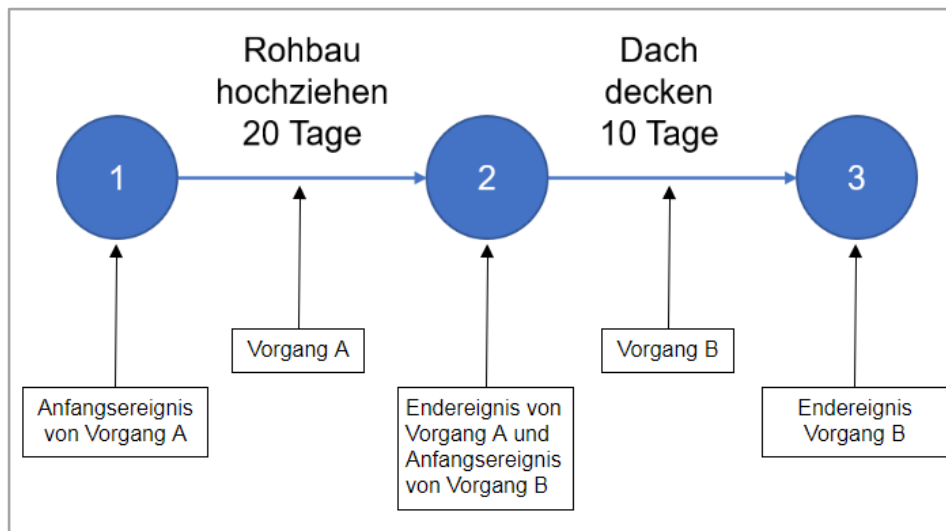 Rohbau
hochziehen
20 Tage
Dach
decken
10 Tage
1
2
3
Vorgang A
Vorgang B
Anfangsereignis
von Vorgang A
Endereignis von
Vorgang A und
Anfangsereignis
von Vorgang B
Endereignis
Vorgang B